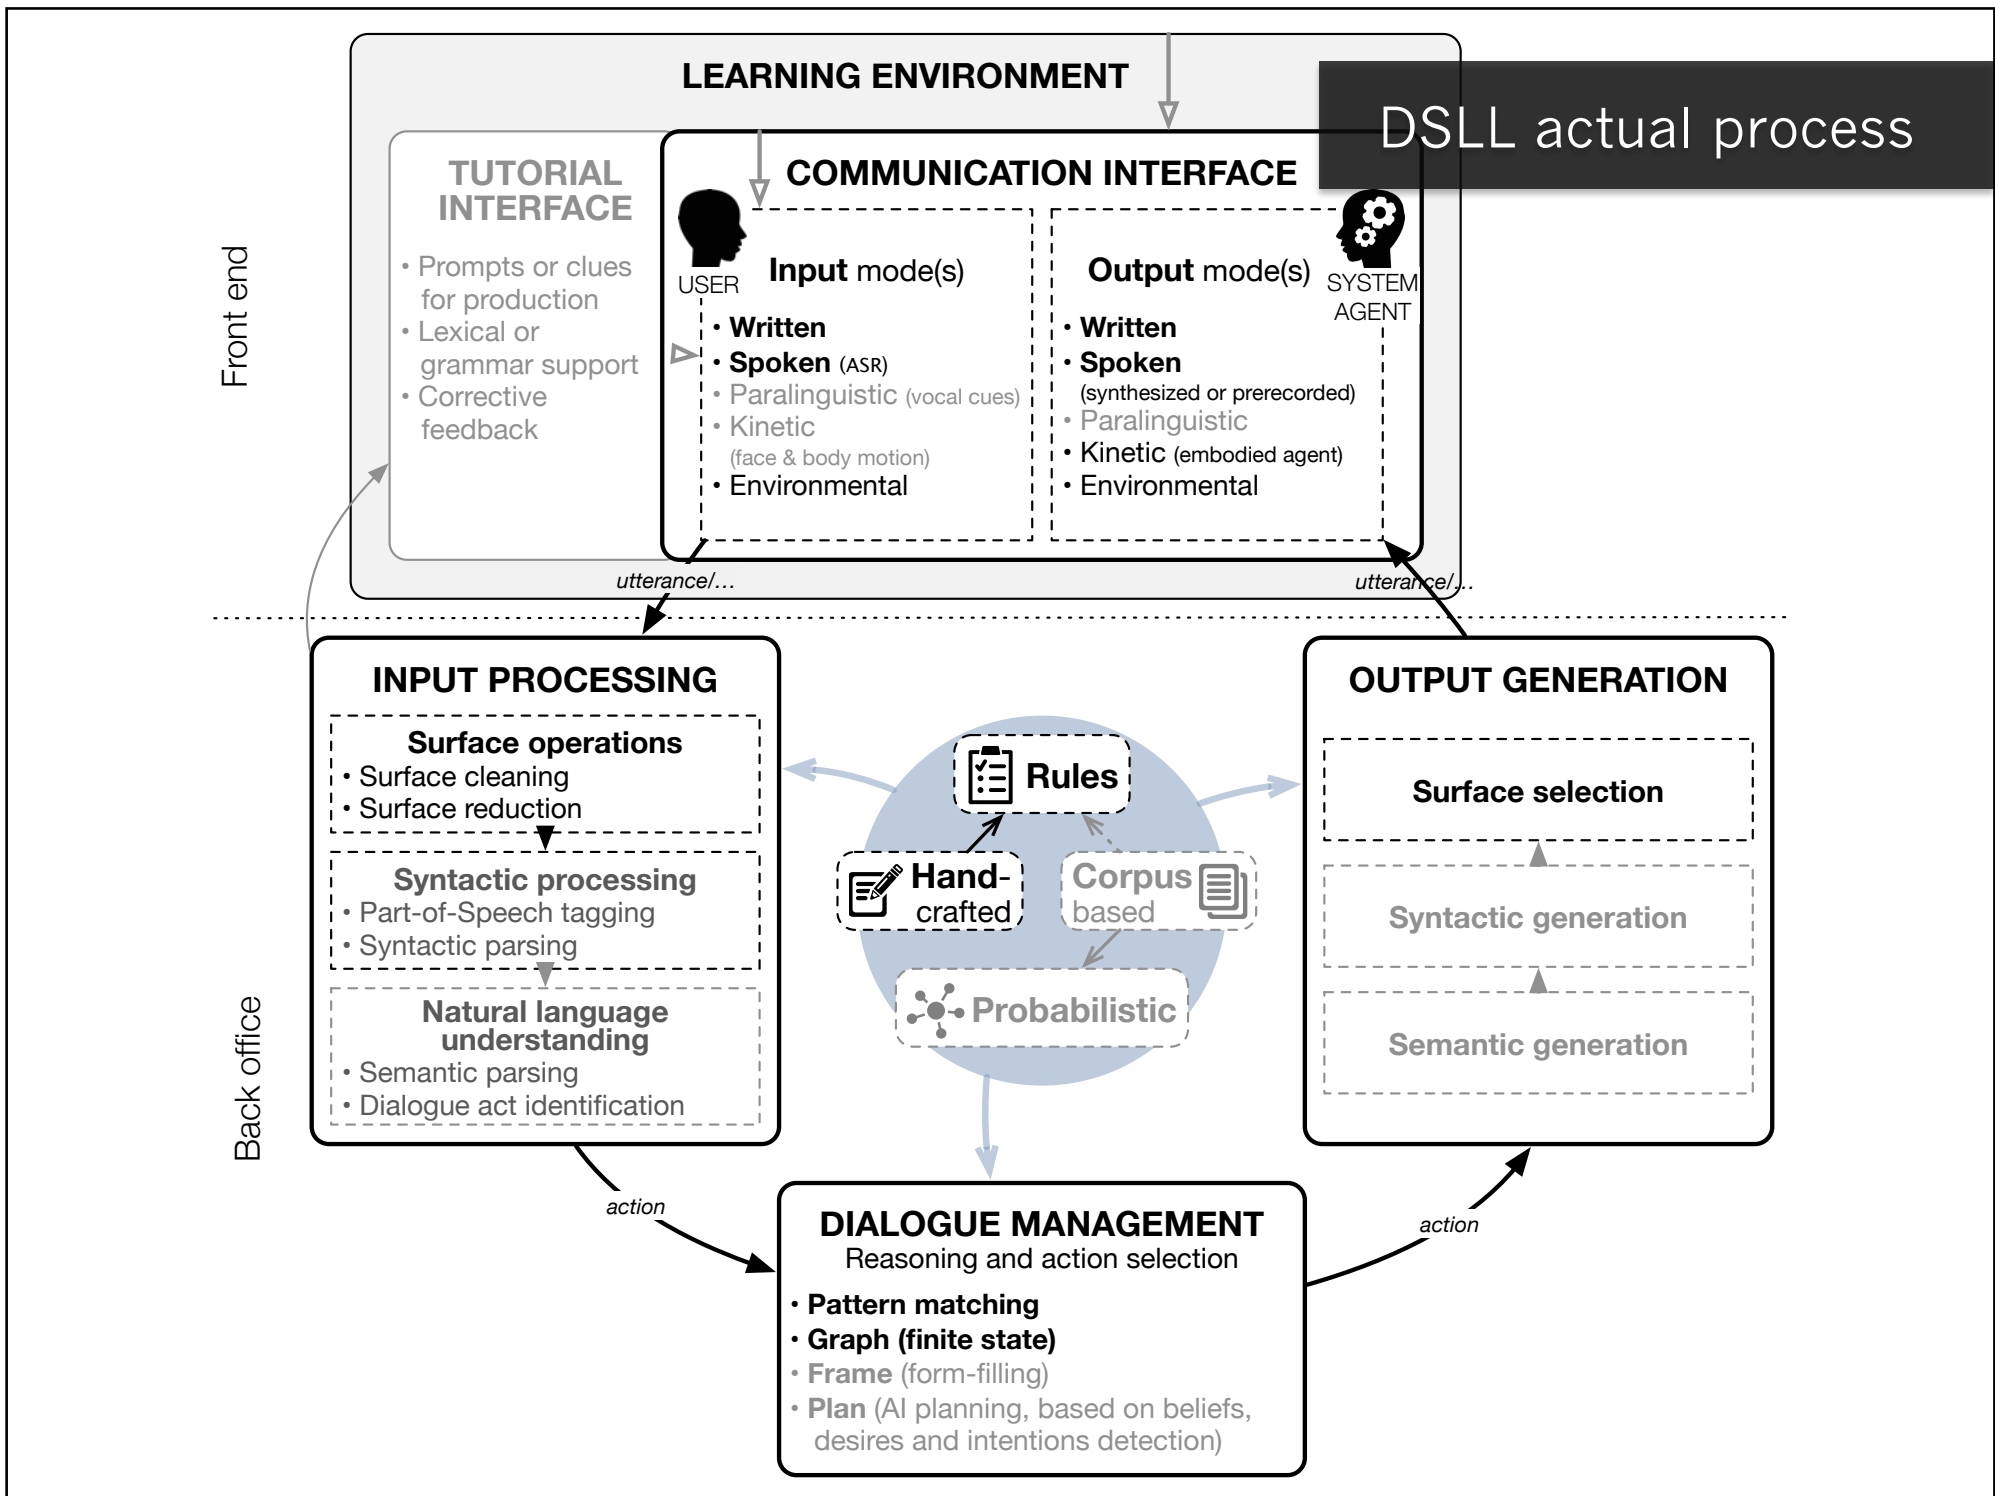 LEARNING ENVIRONMENT
DSLL actual process
TUTORIAL
INTERFACE
• Prompts or clues
for production
• Lexical or
grammar support
• Corrective
feedback
COMMUNICATION INTERFACE
USER
Input mode(s)
• Written
• Spoken (ASR)
• Paralinguistic (vocal cues)
• Kinetic
(face & body motion)
• Environmental
Output mode(s)
SYSTEM
AGENT
• Written
• Spoken
(synthesized or prerecorded)
• Paralinguistic
• Kinetic (embodied agent)
• Environmental
Front end
utterance/…
utterance/…
INPUT PROCESSING
Surface operations
• Surface cleaning
• Surface reduction
Syntactic processing
• Part-of-Speech tagging
• Syntactic parsing
Natural language
understanding
• Semantic parsing
• Dialogue act identification
Rules
Hand-
crafted
Corpus
based
Probabilistic
OUTPUT GENERATION
Surface selection
Syntactic generation
Semantic generation
Back office
action
action
DIALOGUE MANAGEMENT
Reasoning and action selection
• Pattern matching
• Graph (finite state)
• Frame (form-filling)
• Plan (AI planning, based on beliefs,
desires and intentions detection)